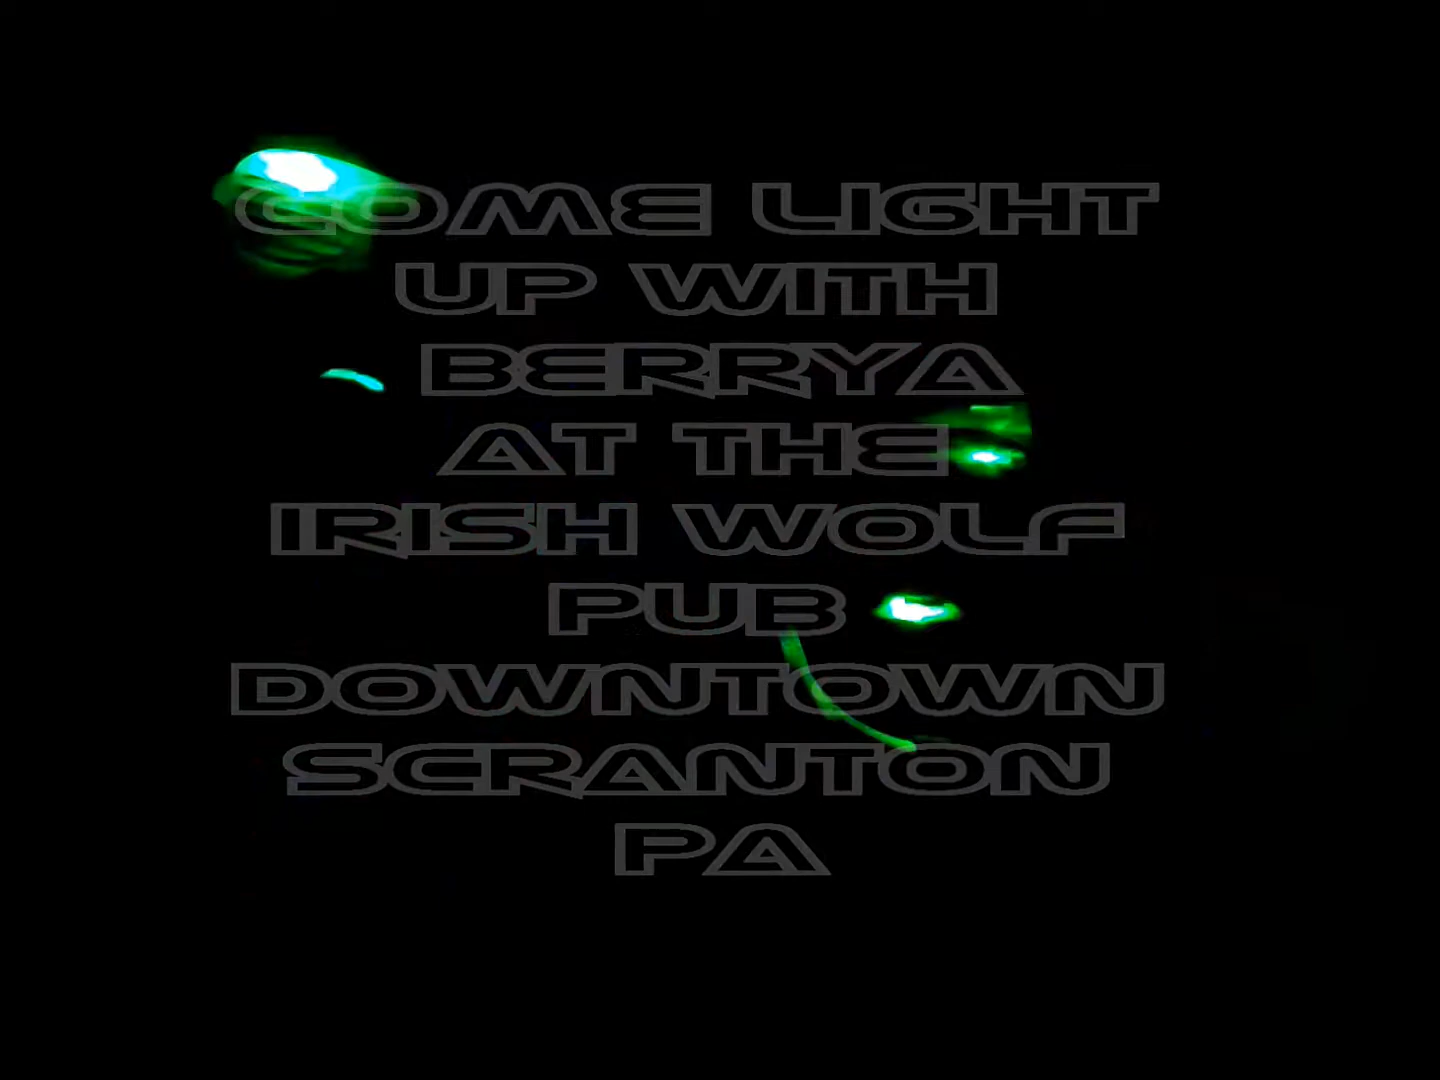 COME LIGHT
UP WITH
BERRYA
AT THE
IRISH WOLF
PUB
DOWNTOWN
SCRANTON
PA